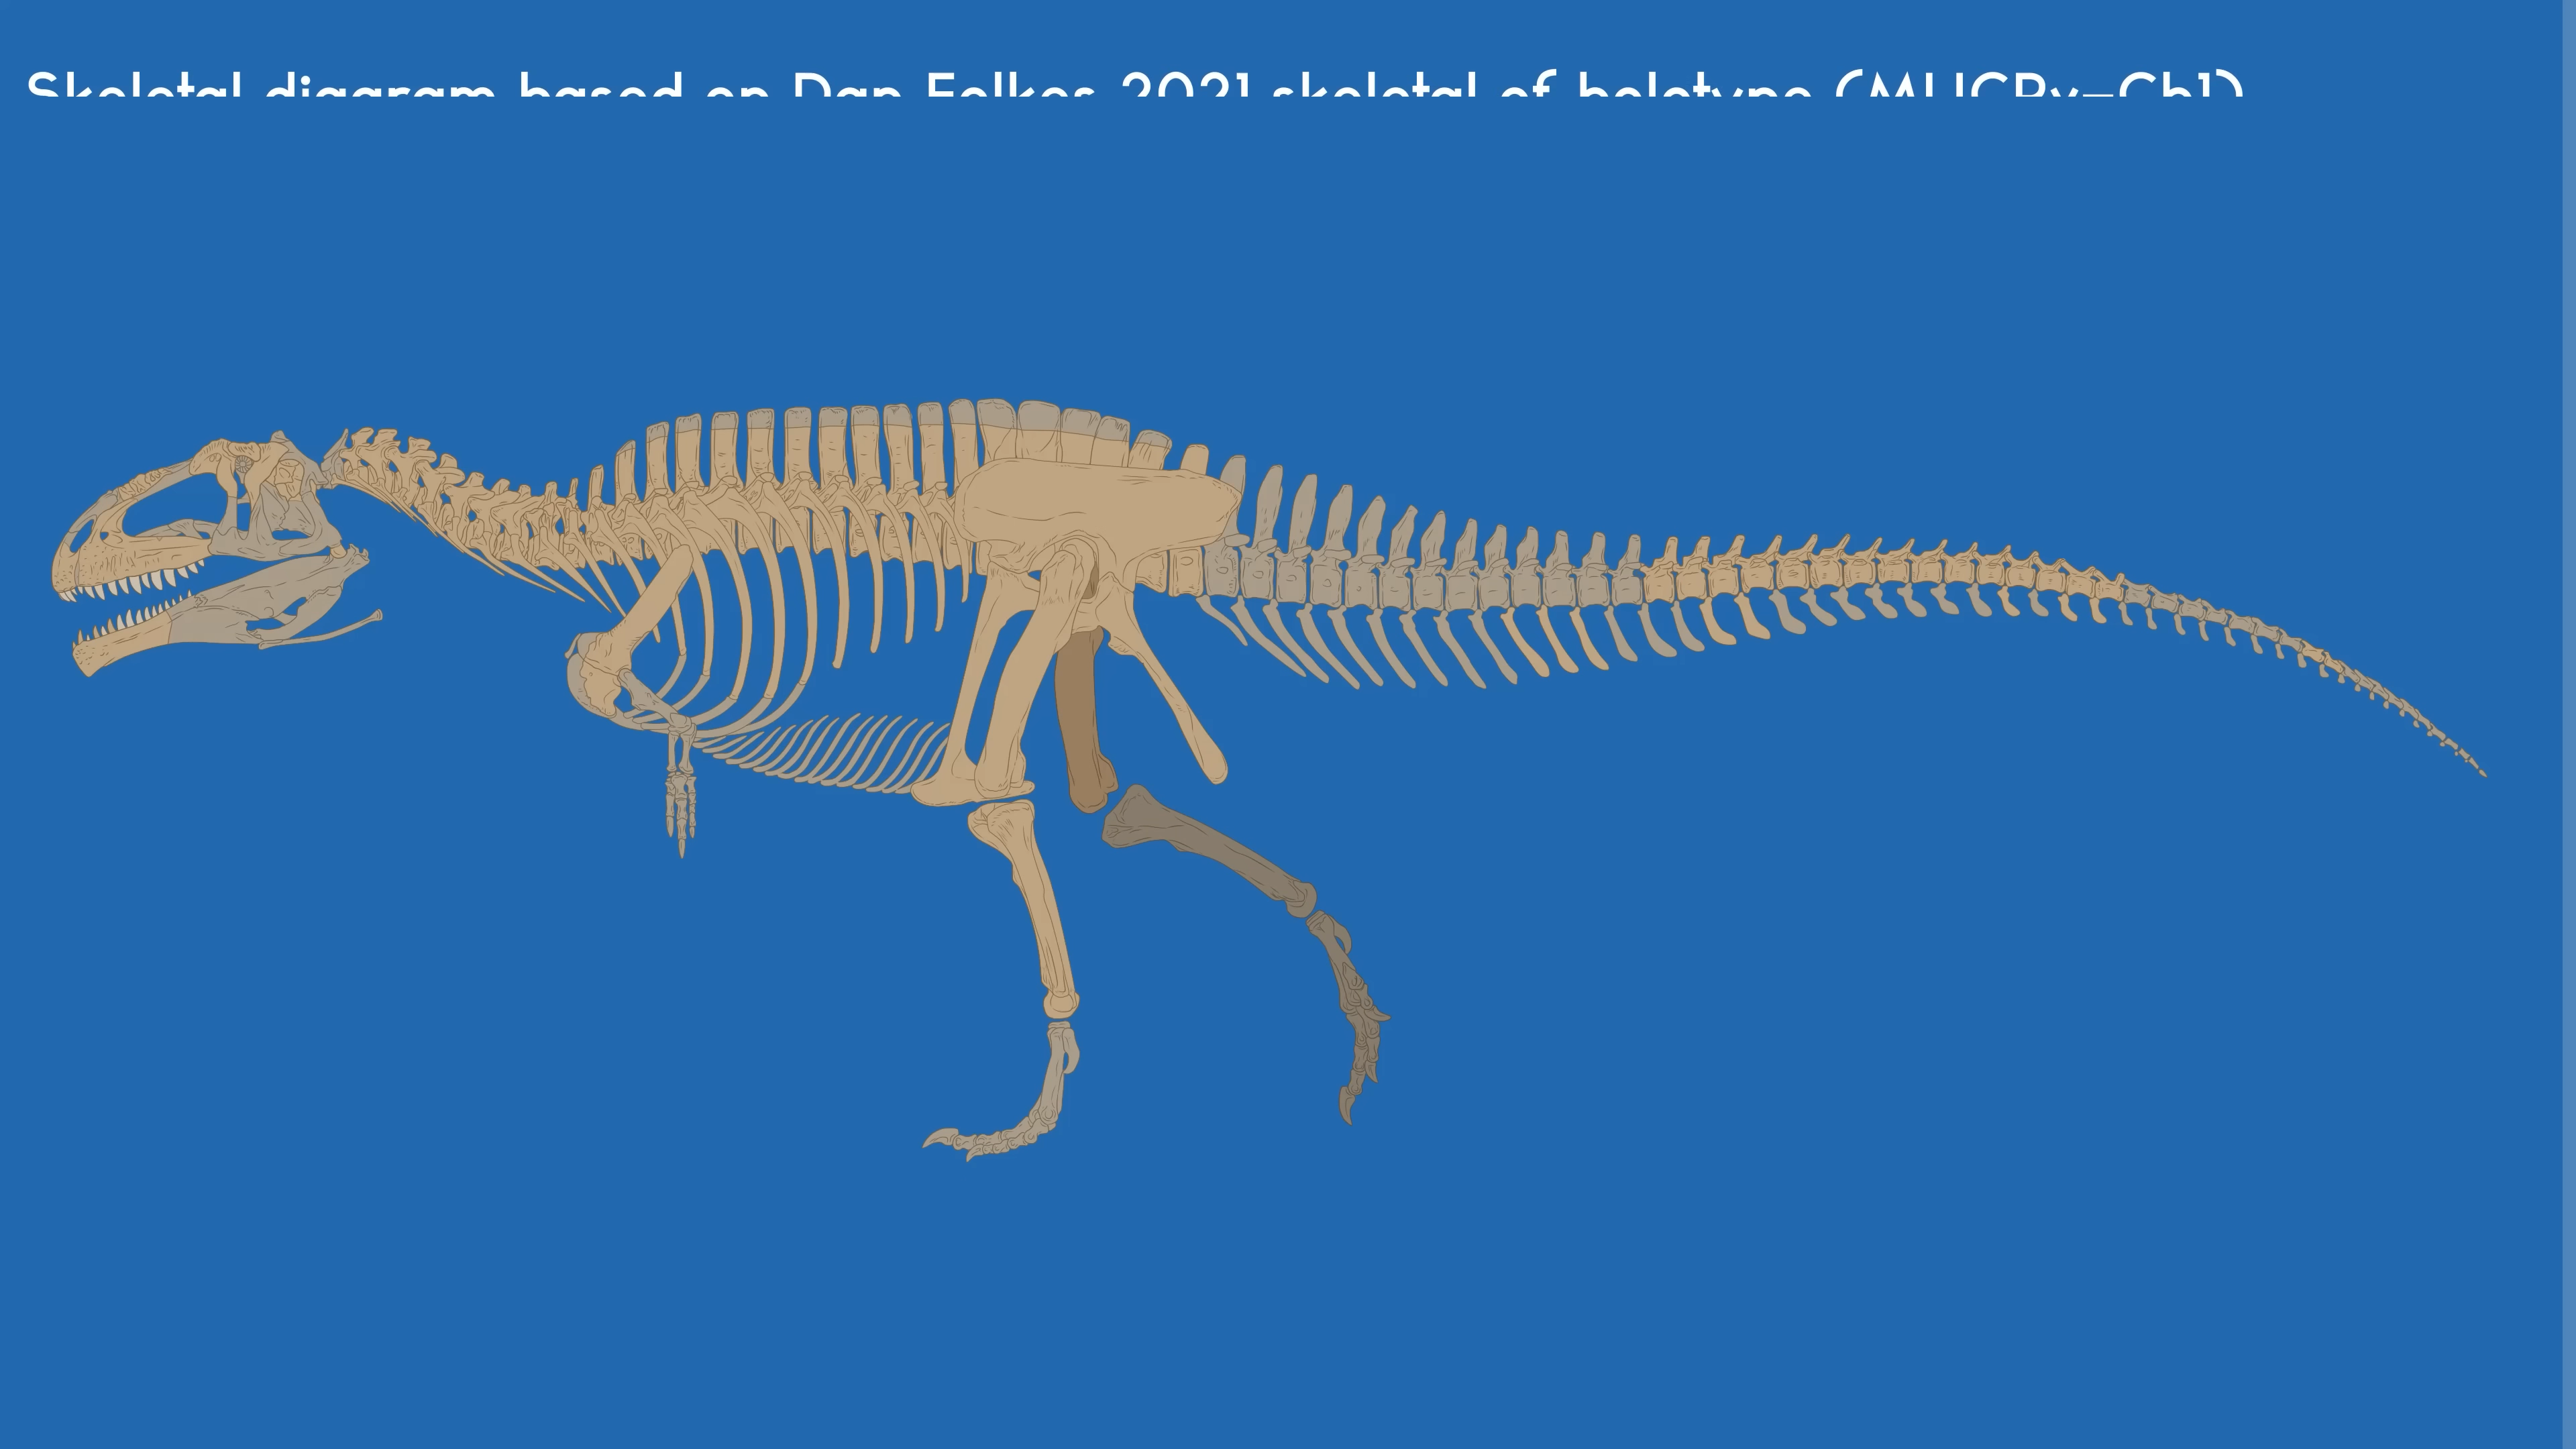 Skeletal diagram based on Dan Folkes 2021 skeletal of holotype (MUCPv-Ch1)